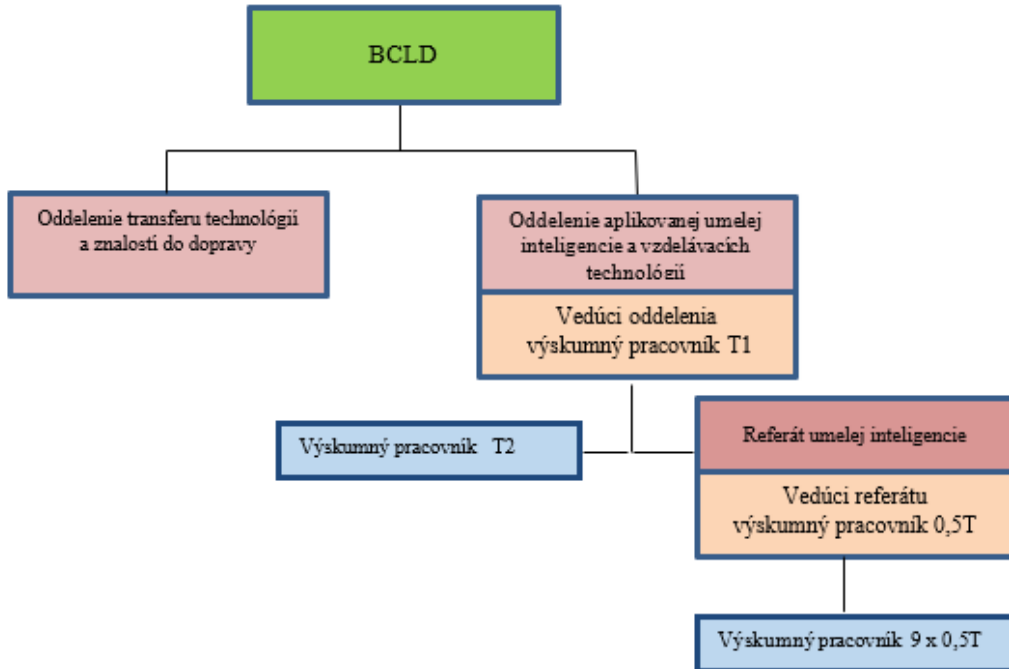 BCLD
Oddelenie transferu technológií
a znalostí do dopravy
Oddelenie aplikovanej umelej
inteligencie a vzdelávacích
technológií
Vedúci oddelenia
výskumný pracovník T1
Výskumný pracovník T2
Referát umelej inteligencie
Vedúci referátu
výskumný pracovník 0,5T
Výskumný pracovník 9 x 0,5T